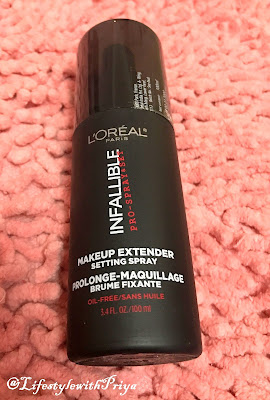 L'ORÉAL
PARIS
INFALLIBLE
PRO-SPRAY+SET
MAKEUP EXTENDER
SETTING SPRAY
PROLONGE-MAQUILLAGE
BRUME FIXANTE
OIL-FREE/SANS HUILE
3.4 FL. OZ./100 ml
@LifestylewithPriya